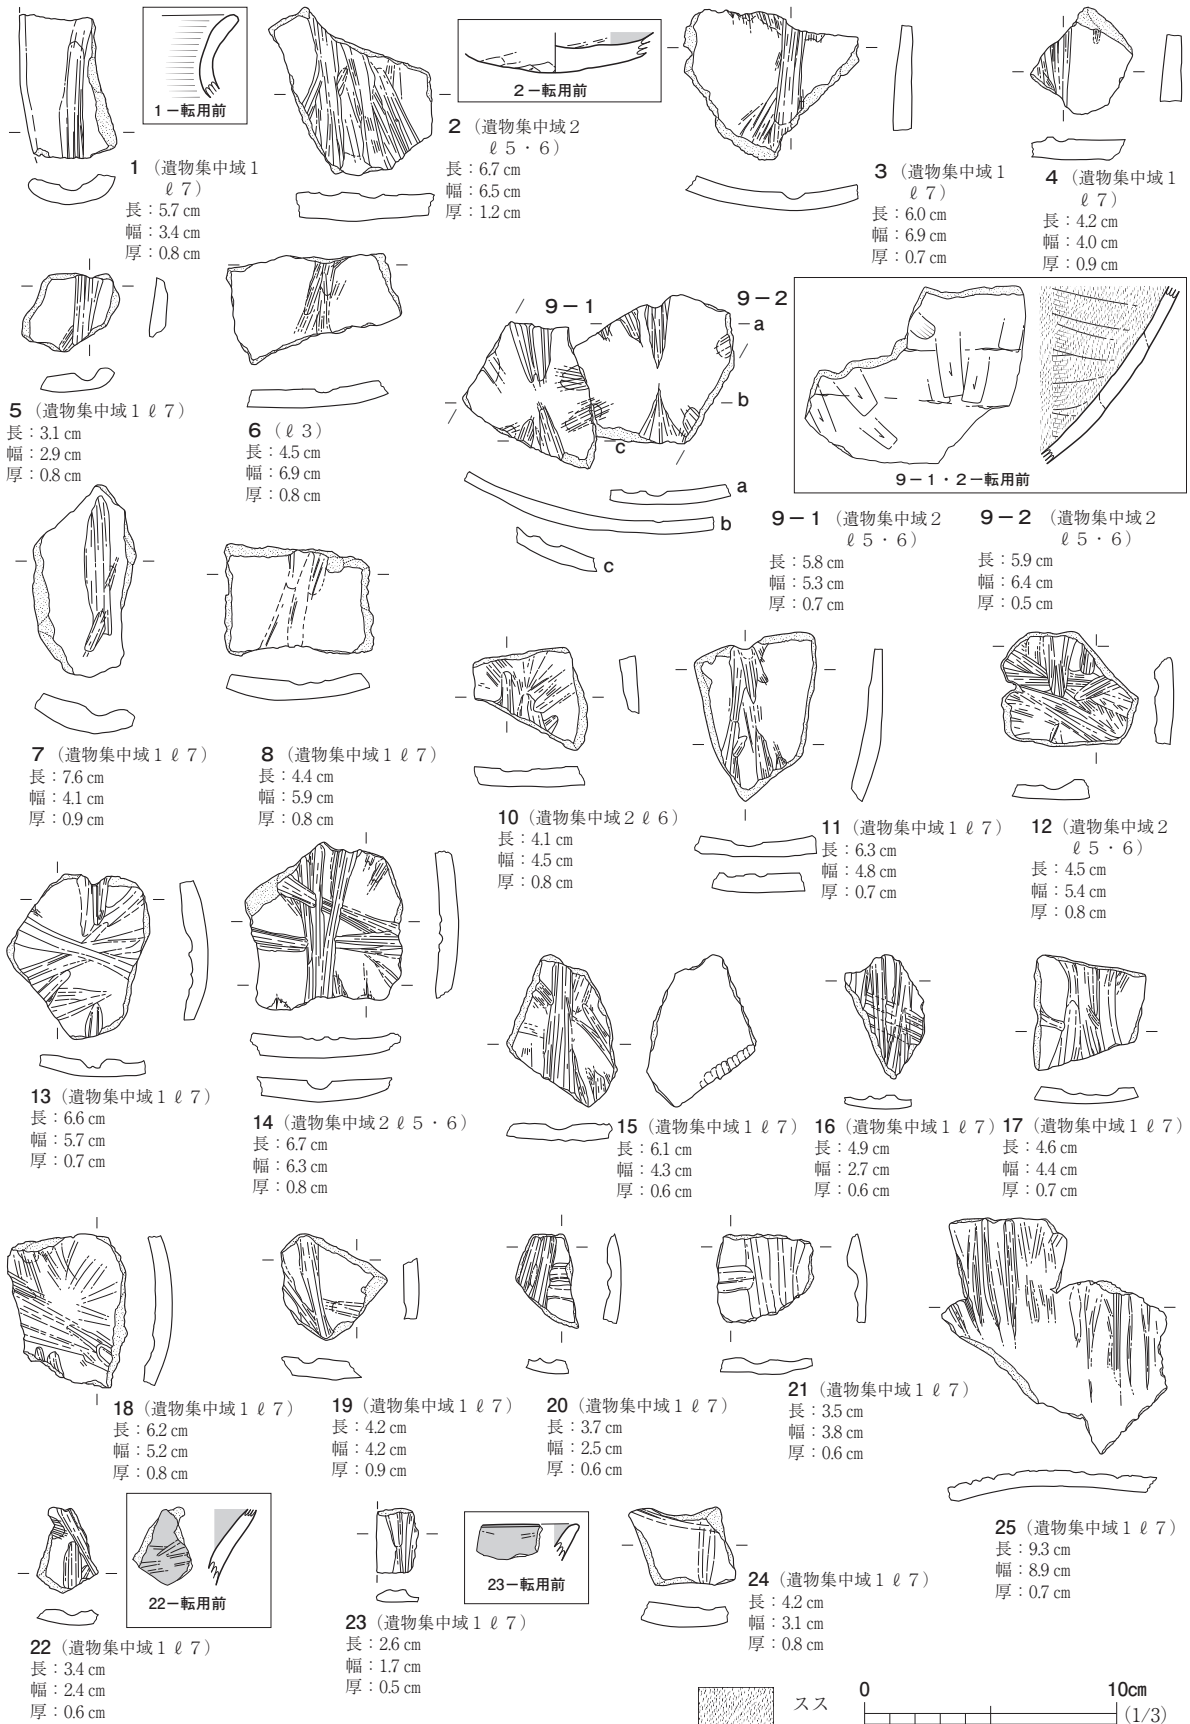 1－転用前
2－転用前
1 （遺物集中域１
ℓ ７）
長：5.7 ㎝
幅：3.4 ㎝
厚：0.8 ㎝
2 （遺物集中域２
ℓ ５・６）
長：6.7 ㎝
幅：6.5 ㎝
厚：1.2 ㎝
3 （遺物集中域１
ℓ ７）
長：6.0 ㎝
幅：6.9 ㎝
厚：0.7 ㎝
4 （遺物集中域１
ℓ ７）
長：4.2 ㎝
幅：4.0 ㎝
厚：0.9 ㎝
5 （遺物集中域１ ℓ ７）
長：3.1 ㎝
幅：2.9 ㎝
厚：0.8 ㎝
6 （ℓ ３）
長：4.5 ㎝
幅：6.9 ㎝
厚：0.8 ㎝
9－1
9－2
a
b
c
a
b
c
9－1・2－転用前
9－1 （遺物集中域２
ℓ ５・６）
長：5.8 ㎝
幅：5.3 ㎝
厚：0.7 ㎝
9－2 （遺物集中域２
ℓ ５・６）
長：5.9 ㎝
幅：6.4 ㎝
厚：0.5 ㎝
7 （遺物集中域１ ℓ ７）
長：7.6 ㎝
幅：4.1 ㎝
厚：0.9 ㎝
8 （遺物集中域１ ℓ ７）
長：4.4 ㎝
幅：5.9 ㎝
厚：0.8 ㎝
10 （遺物集中域２ ℓ ６）
長：4.1 ㎝
幅：4.5 ㎝
厚：0.8 ㎝
11 （遺物集中域１ ℓ ７）
長：6.3 ㎝
幅：4.8 ㎝
厚：0.7 ㎝
12 （遺物集中域２
ℓ ５・６）
長：4.5 ㎝
幅：5.4 ㎝
厚：0.8 ㎝
13 （遺物集中域１ ℓ ７）
長：6.6 ㎝
幅：5.7 ㎝
厚：0.7 ㎝
14 （遺物集中域２ ℓ ５・６）
長：6.7 ㎝
幅：6.3 ㎝
厚：0.8 ㎝
15 （遺物集中域１ ℓ ７）
長：6.1 ㎝
幅：4.3 ㎝
厚：0.6 ㎝
16 （遺物集中域１ ℓ ７）
長：4.9 ㎝
幅：2.7 ㎝
厚：0.6 ㎝
17 （遺物集中域１ ℓ ７）
長：4.6 ㎝
幅：4.4 ㎝
厚：0.7 ㎝
18 （遺物集中域１ ℓ ７）
長：6.2 ㎝
幅：5.2 ㎝
厚：0.8 ㎝
19 （遺物集中域１ ℓ ７）
長：4.2 ㎝
幅：4.2 ㎝
厚：0.9 ㎝
20 （遺物集中域１ ℓ ７）
長：3.7 ㎝
幅：2.5 ㎝
厚：0.6 ㎝
21 （遺物集中域１ ℓ ７）
長：3.5 ㎝
幅：3.8 ㎝
厚：0.6 ㎝
25 （遺物集中域１ ℓ ７）
長：9.3 ㎝
幅：8.9 ㎝
厚：0.7 ㎝
22－転用前
23－転用前
22 （遺物集中域１ ℓ ７）
長：3.4 ㎝
幅：2.4 ㎝
厚：0.6 ㎝
23 （遺物集中域１ ℓ ７）
長：2.6 ㎝
幅：1.7 ㎝
厚：0.5 ㎝
24 （遺物集中域１ ℓ ７）
長：4.2 ㎝
幅：3.1 ㎝
厚：0.8 ㎝
スス
0 10㎝
(1/3)